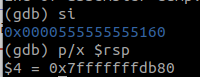 (gdb) si
0x0000555555555160
(gdb) p/x $rsp
$4 = 0x7fffffffdb80